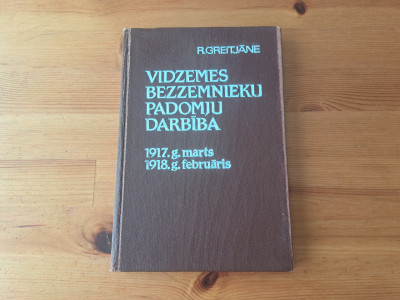 R.GREITJĀNE
VIDZEMES
BEZZEMNIEKU
PADOMJU
DARBĪBA
1917.g.marts
1918.g.februāris